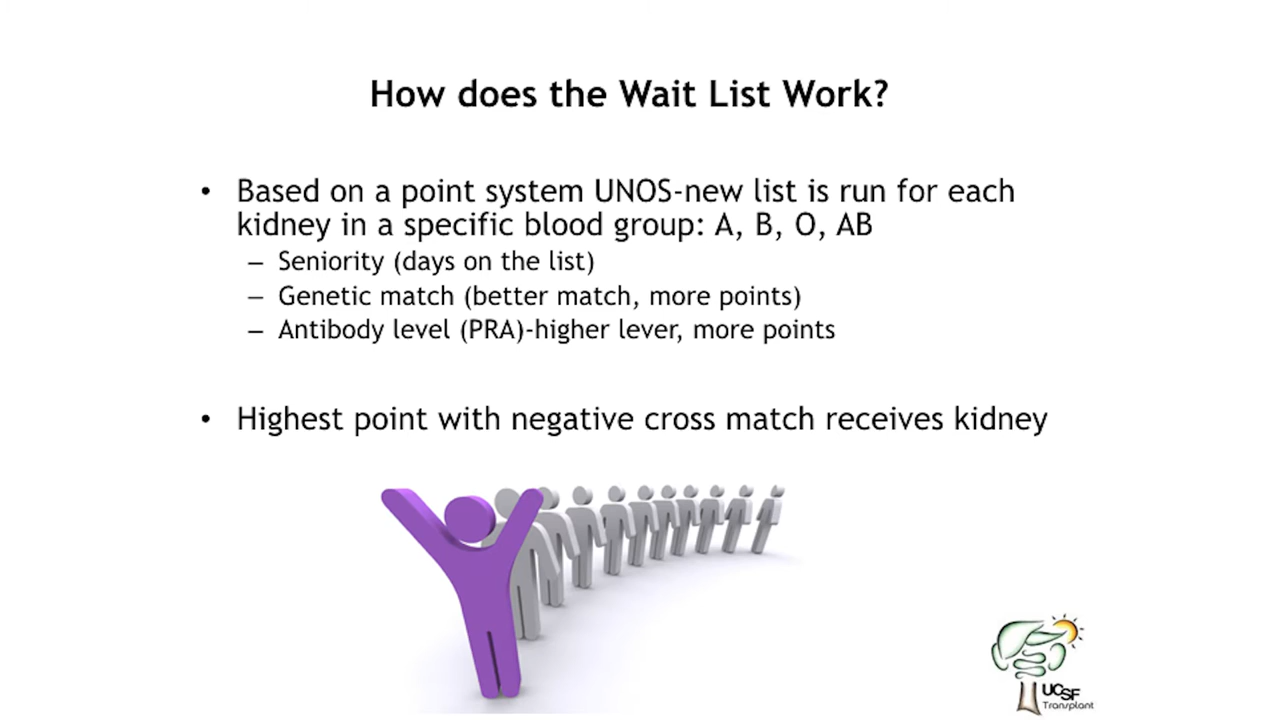 How does the Wait List Work?
• Based on a point system UNOS-new list is run for each
kidney in a specific blood group: A, B, O, AB
– Seniority (days on the list)
– Genetic match (better match, more points)
– Antibody level (PRA)-higher lever, more points
• Highest point with negative cross match receives kidney
UCSF
Transplant